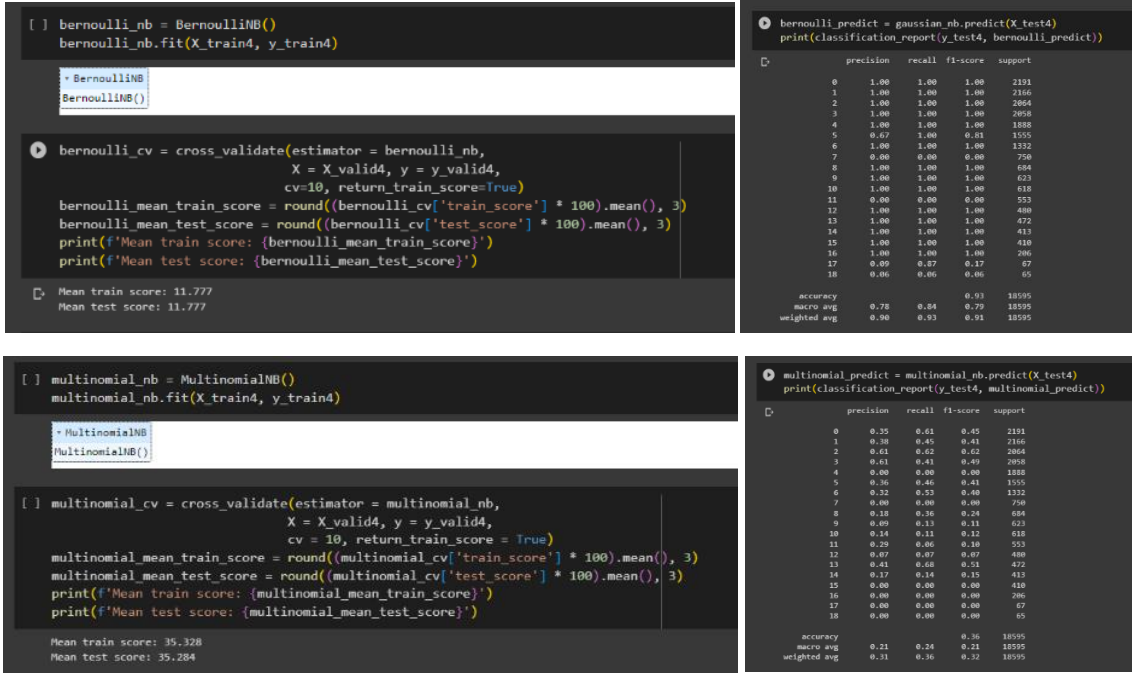 [ ] bernoulli_nb = BernoulliNB()
bernoulli_nb.fit(X_train4, y_train4)
▾ BernoulliNB
BernoulliNB()
bernoulli_cv = cross_validate(estimator = bernoulli_nb,
X = X_valid4, y = y_valid4,
cv=10, return_train_score=True)
bernoulli_mean_train_score = round((bernoulli_cv['train_score'] * 100).mean(), 3)
bernoulli_mean_test_score = round((bernoulli_cv['test_score'] * 100).mean(), 3)
print(f'Mean train score: {bernoulli_mean_train_score}')
print(f'Mean test score: {bernoulli_mean_test_score}')
Mean train score: 11.777
Mean test score: 11.777
bernoulli_predict = gaussian_nb.predict(X_test4)
print(classification_report(y_test4, bernoulli_predict))
precision recall f1-score support
0 1.00 1.00 1.00 2191
1 1.00 1.00 1.00 2166
2 1.00 1.00 1.00 2064
3 1.00 1.00 1.00 2058
4 1.00 1.00 1.00 1888
5 0.67 1.00 0.81 1555
6 1.00 1.00 1.00 1332
7 0.00 0.00 0.00 750
8 1.00 1.00 1.00 684
9 1.00 1.00 1.00 623
10 1.00 1.00 1.00 618
11 0.00 0.00 0.00 553
12 1.00 1.00 1.00 480
13 1.00 1.00 1.00 472
14 1.00 1.00 1.00 413
15 1.00 1.00 1.00 410
16 1.00 1.00 1.00 206
17 0.09 0.87 0.17 67
18 0.06 0.06 0.06 65
accuracy 0.93 18595
macro avg 0.78 0.84 0.79 18595
weighted avg 0.90 0.93 0.91 18595
[ ] multinomial_nb = MultinomialNB()
multinomial_nb.fit(X_train4, y_train4)
▾ MultinomialNB
MultinomialNB()
[ ] multinomial_cv = cross_validate(estimator = multinomial_nb,
X = X_valid4, y = y_valid4,
cv = 10, return_train_score = True)
multinomial_mean_train_score = round((multinomial_cv['train_score'] * 100).mean(), 3)
multinomial_mean_test_score = round((multinomial_cv['test_score'] * 100).mean(), 3)
print(f'Mean train score: {multinomial_mean_train_score}')
print(f'Mean test score: {multinomial_mean_test_score}')
Mean train score: 35.328
Mean test score: 35.284
multinomial_predict = multinomial_nb.predict(X_test4)
print(classification_report(y_test4, multinomial_predict))
precision recall f1-score support
0 0.35 0.61 0.45 2191
1 0.38 0.45 0.41 2166
2 0.61 0.62 0.62 2064
3 0.61 0.41 0.49 2058
4 0.00 0.00 0.00 1888
5 0.36 0.46 0.41 1555
6 0.32 0.53 0.40 1332
7 0.00 0.00 0.00 750
8 0.18 0.36 0.24 684
9 0.09 0.13 0.11 623
10 0.14 0.11 0.12 618
11 0.29 0.06 0.10 553
12 0.07 0.07 0.07 480
13 0.41 0.68 0.51 472
14 0.17 0.14 0.15 413
15 0.00 0.00 0.00 410
16 0.00 0.00 0.00 206
17 0.00 0.00 0.00 67
18 0.00 0.00 0.00 65
accuracy 0.36 18595
macro avg 0.21 0.24 0.21 18595
weighted avg 0.31 0.36 0.32 18595